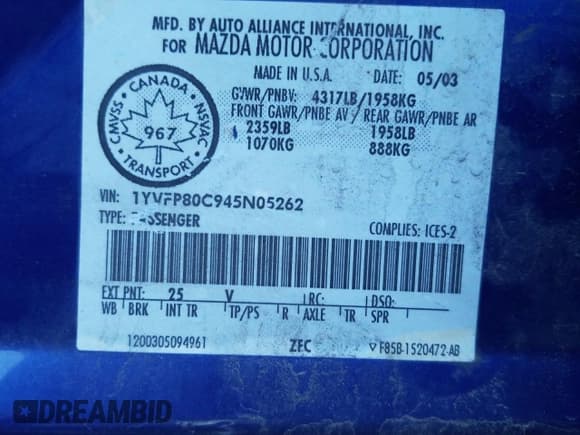 MFD. BY AUTO ALLIANCE INTERNATIONAL, INC.
FOR MAZDA MOTOR CORPORATION
MADE IN U.S.A. DATE: 05/03
GVWR/PNBV: 4317LB/1958KG
FRONT GAWR/PNBE AV / REAR GAWR/PNBE AR
2359LB 1958LB
1070KG 888KG
CANADA
CMVSS NSVAC
967
TRANSPORT
VIN: 1YVFP80C945N05262
TYPE: PASSENGER COMPLIES: ICES-2
EXT PNT: 25 V RC: DSO:
WB BRK INT TR TP/PS R AXLE TR SPR
1200305094961 ZFC F85B-1520472-AB
DREAMBID